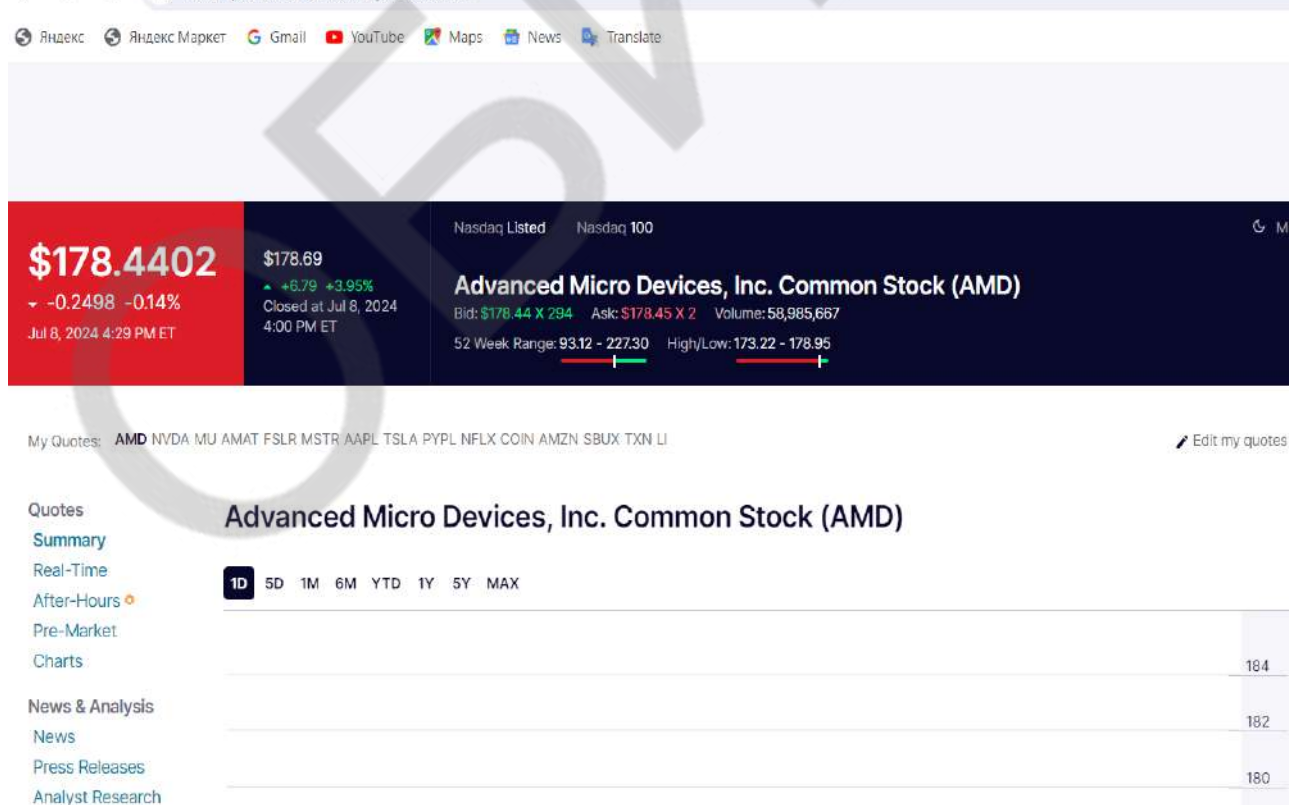 Яндекс Яндекс Маркет Gmail YouTube Maps News Translate
Nasdaq Listed Nasdaq 100
$178.4402
-0.2498 -0.14%
Jul 8, 2024 4:29 PM ET
$178.69
+6.79 +3.95%
Closed at Jul 8, 2024
4:00 PM ET
Advanced Micro Devices, Inc. Common Stock (AMD)
Bid: $178.44 X 294 Ask: $178.45 X 2 Volume: 58,985,667
52 Week Range: 93.12 - 227.30 High/Low: 173.22 - 178.95
My Quotes: AMD NVDA MU AMAT FSLR MSTR AAPL TSLA PYPL NFLX COIN AMZN SBUX TXN LI
Edit my quotes
Quotes
Summary
Real-Time
After-Hours
Pre-Market
Charts
News & Analysis
News
Press Releases
Analyst Research
Advanced Micro Devices, Inc. Common Stock (AMD)
1D 5D 1M 6M YTD 1Y 5Y MAX
184
182
180